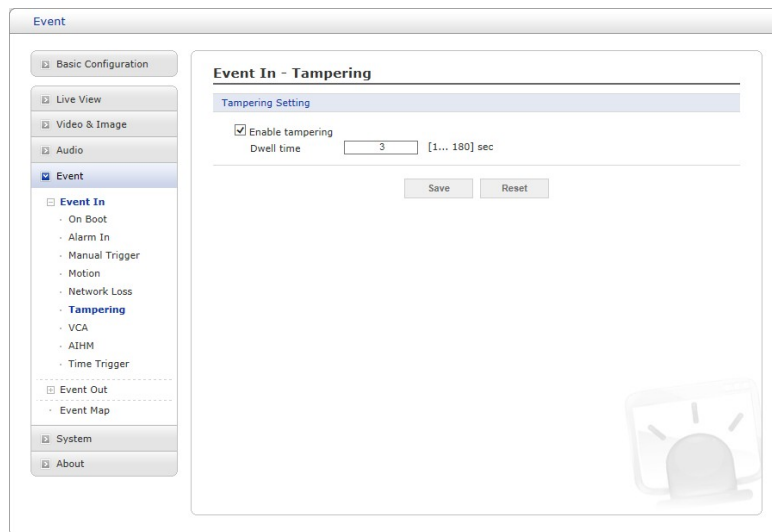 Event
Basic Configuration
Live View
Video & Image
Audio
Event
Event In
On Boot
Alarm In
Manual Trigger
Motion
Network Loss
Tampering
VCA
AIHM
Time Trigger
Event Out
Event Map
System
About
Event In - Tampering
Tampering Setting
Enable tampering
Dwell time 3 [1... 180] sec
Save Reset